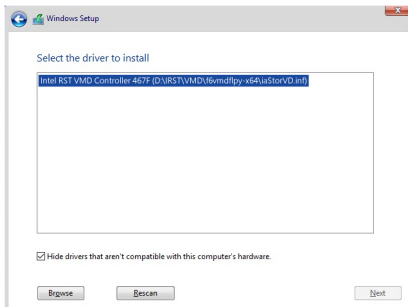 Windows Setup
Select the driver to install
Intel RST VMD Controller 467F (D:\IRST\VMD\f6vmdflpy-x64\iaStorVD.inf)
Hide drivers that aren't compatible with this computer's hardware.
Browse Rescan Next